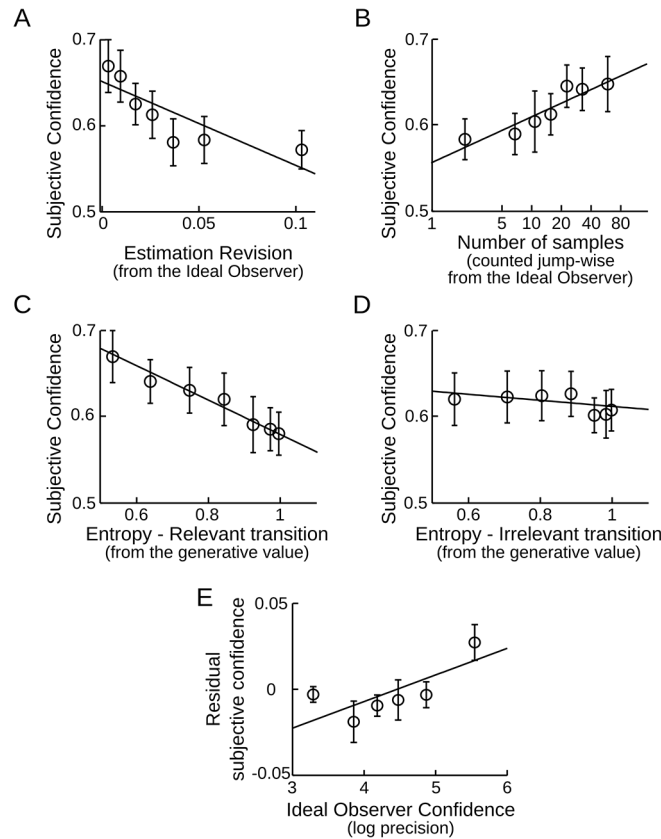 A
Subjective Confidence
0.7
0.6
0.5
0
0.05
0.1
Estimation Revision
(from the Ideal Observer)
B
Subjective Confidence
0.7
0.6
0.5
1
5
10
20
40
80
Number of samples
(counted jump-wise
from the Ideal Observer)
C
Subjective Confidence
0.7
0.6
0.5
0.6
0.8
1
Entropy - Relevant transition
(from the generative value)
D
Subjective Confidence
0.7
0.6
0.5
0.6
0.8
1
Entropy - Irrelevant transition
(from the generative value)
E
Residual
subjective confidence
0.05
0
-0.05
3
4
5
6
Ideal Observer Confidence
(log precision)